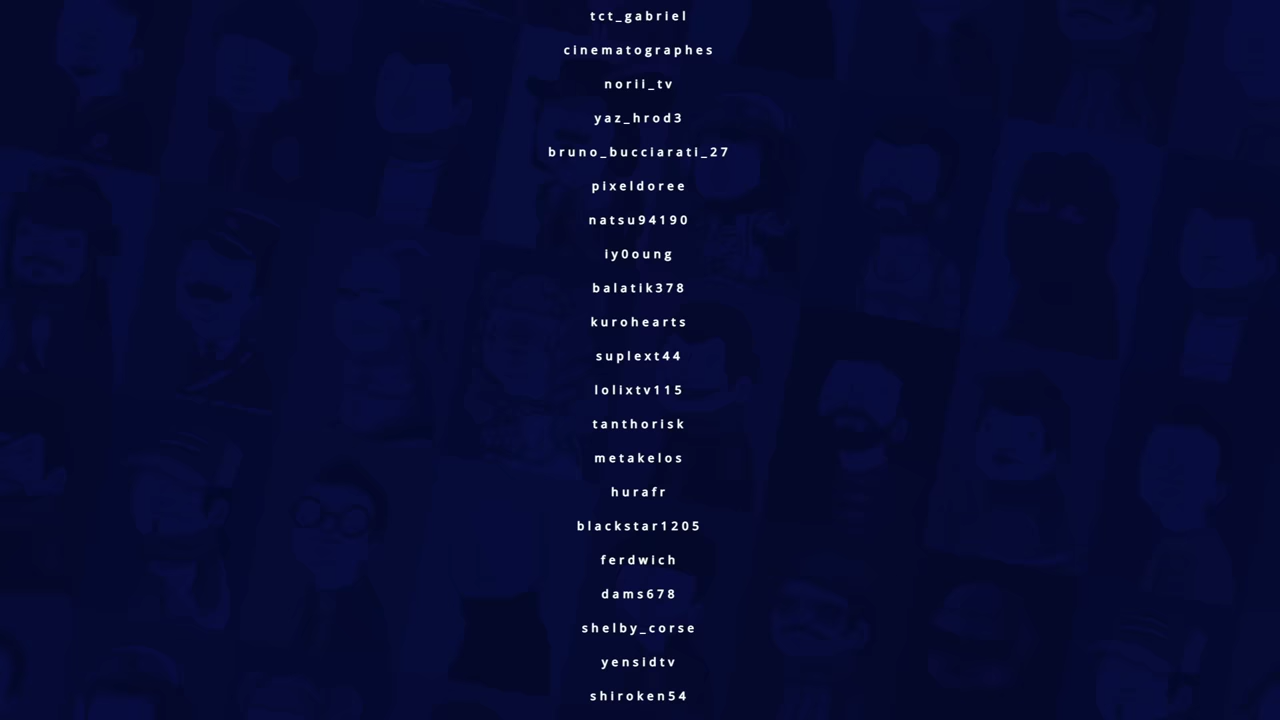 tct_gabriel
cinematographes
norii_tv
yaz_hrod3
bruno_bucciarati_27
pixeldoree
natsu94190
iy0oung
balatik378
kurohearts
suplext44
lolixtv115
tanthorisk
metakelos
hurafr
blackstar1205
ferdwich
dams678
shelby_corse
yensidtv
shiroken54